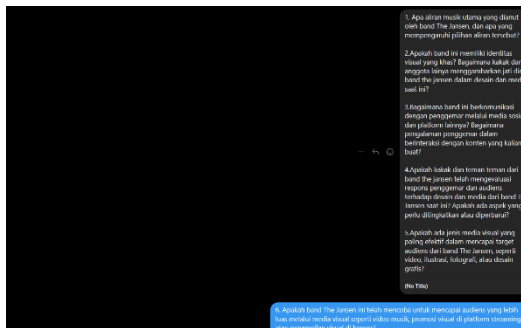 1. Apa aliran musik utama yang dianut
oleh band The Jansen, dan apa yang
mempengaruhi pilihan aliran tersebut?
2.Apakah band ini memiliki identitas
visual yang khas? Bagaimana kakak dan
anggota lainya menggambarkan jati diri
band the jansen dalam desain dan med
saat ini?
3.Bagaimana band ini berkomunikasi
dengan penggemar melalui media sosia
dan platform lainnya? Bagaimana
pengalaman penggemar dalam
berinteraksi dengan konten yang kalian
buat?
4.Apakah kakak dan teman teman dari
band the jansen telah mengevaluasi
respons penggemar dan audiens
terhadap desain dan media dari band T
Jansen saat ini? Apakah ada aspek yang
perlu ditingkatkan atau diperbarui?
5.Apakah ada jenis media visual yang
paling efektif dalam mencapai target
audiens dari band The Jansen, seperti
video, ilustrasi, fotografi, atau desain
grafis?
(No Title)
6. Apakah band The Jansen ini telah mencoba untuk mencapai audiens yang lebih
luas melalui media visual seperti video musik, promosi visual di platform streaming